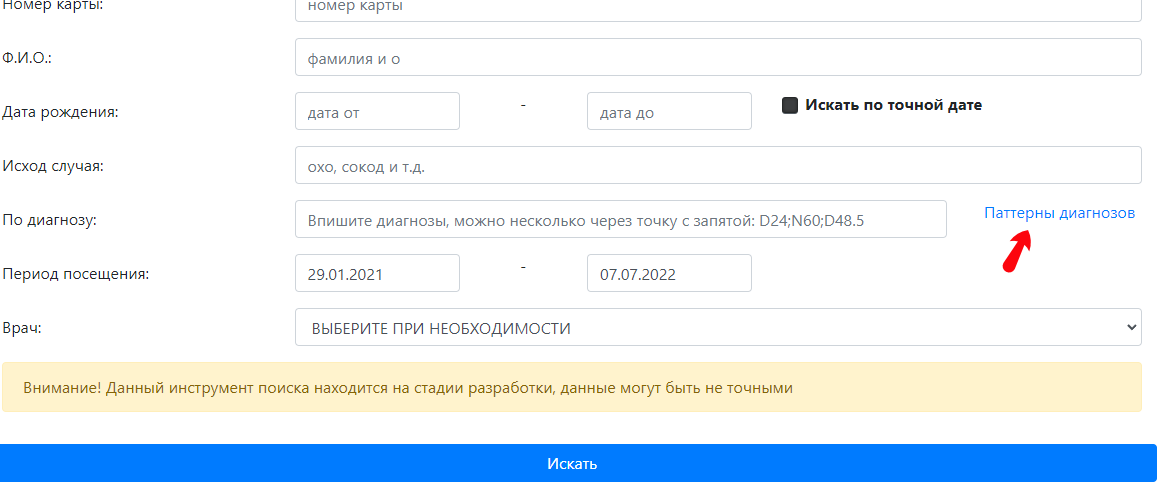 Номер карты: номер карты
Ф.И.О.: фамилия и о
Дата рождения: дата от - дата до Искать по точной дате
Исход случая: охо, сокод и т.д.
По диагнозу: Впишите диагнозы, можно несколько через точку с запятой: D24;N60;D48.5 Паттерны диагнозов
Период посещения: 29.01.2021 - 07.07.2022
Врач: ВЫБЕРИТЕ ПРИ НЕОБХОДИМОСТИ
Внимание! Данный инструмент поиска находится на стадии разработки, данные могут быть не точными
Искать